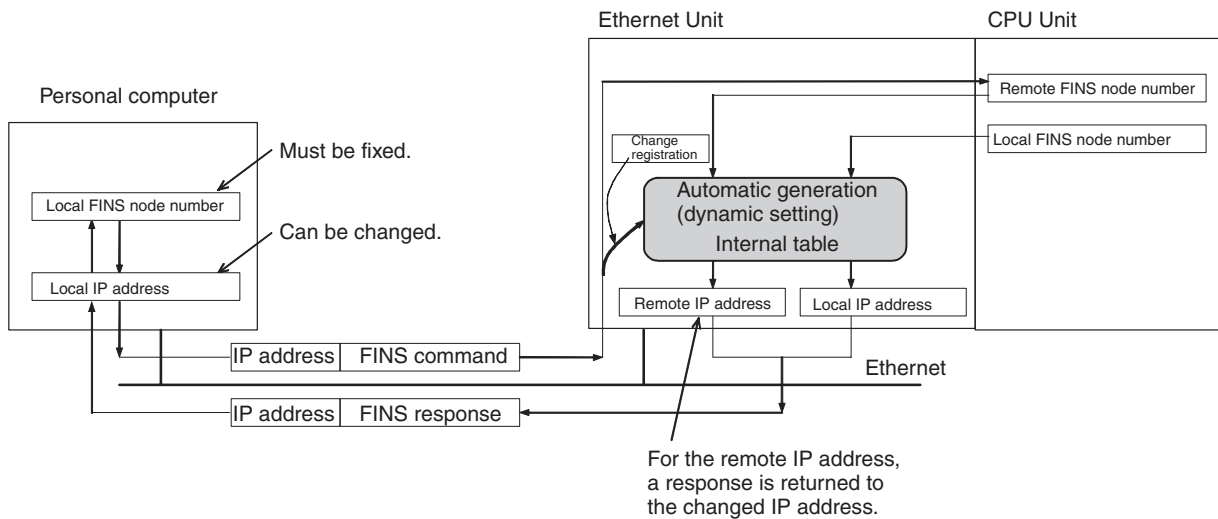 Ethernet Unit
CPU Unit
Personal computer
Remote FINS node number
Local FINS node number
Change
registration
Must be fixed.
Local FINS node number
Can be changed.
Local IP address
Automatic generation
(dynamic setting)
Internal table
Remote IP address
Local IP address
IP address
FINS command
Ethernet
IP address
FINS response
For the remote IP address,
a response is returned to
the changed IP address.